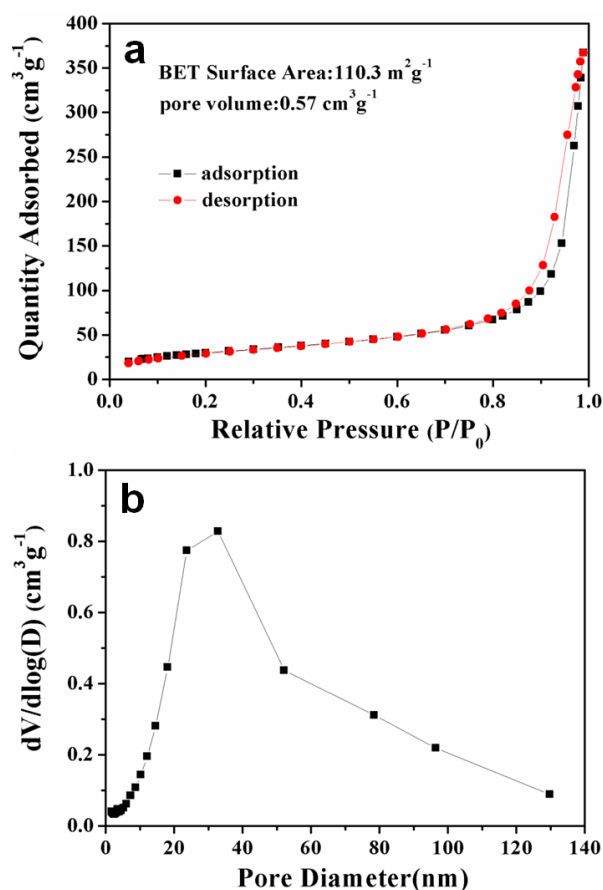 a
BET Surface Area:110.3 m²g⁻¹
pore volume:0.57 cm³g⁻¹
adsorption
desorption
Quantity Adsorbed (cm³g⁻¹)
400
350
300
250
200
150
100
50
0
0.0 0.2 0.4 0.6 0.8 1.0
Relative Pressure (P/P₀)
b
dV/dlog(D) (cm³g⁻¹)
1.0
0.8
0.6
0.4
0.2
0.0
0 20 40 60 80 100 120 140
Pore Diameter(nm)